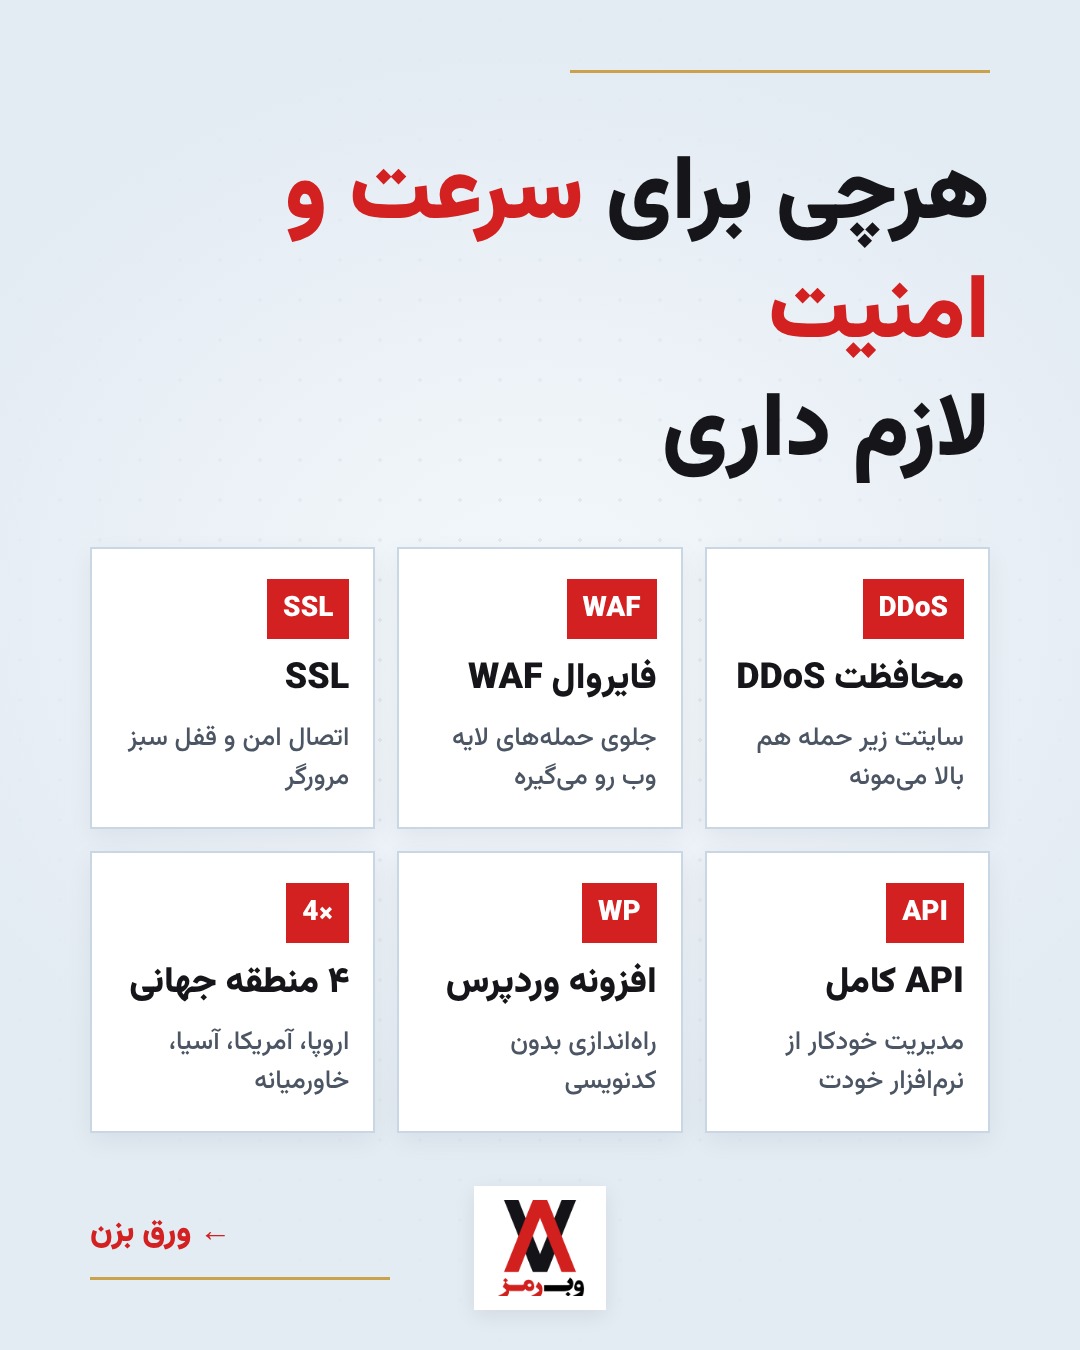 هرچی برای سرعت و
امنیت
لازم داری
DDoS
محافظت DDoS
سایتت زیر حمله هم
بالا می‌مونه
WAF
فایروال WAF
جلوی حمله‌های لایه
وب رو می‌گیره
SSL
SSL
اتصال امن و قفل سبز
مرورگر
API
API کامل
مدیریت خودکار از
نرم‌افزار خودت
WP
افزونه وردپرس
راه‌اندازی بدون
کدنویسی
4×
۴ منطقه جهانی
اروپا، آمریکا، آسیا،
خاورمیانه
← ورق بزن
وب‌رمز